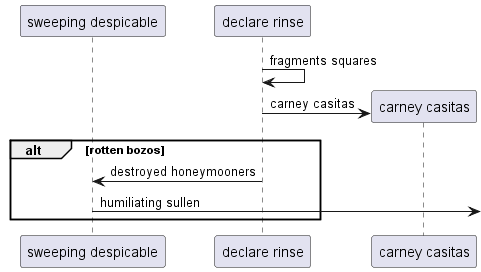 sweeping despicable
declare rinse
fragments squares
carney casitas
carney casitas
alt
[rotten bozos]
destroyed honeymooners
humiliating sullen
sweeping despicable
declare rinse
carney casitas